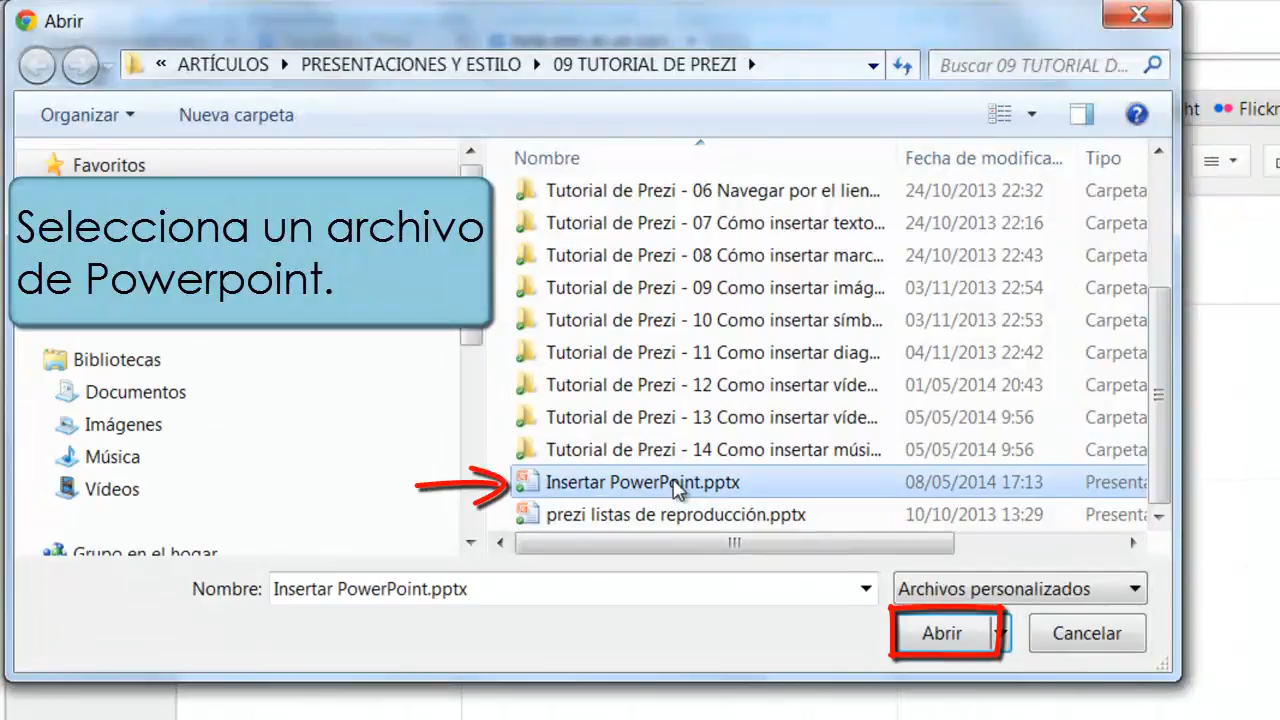 Abrir
« ARTÍCULOS PRESENTACIONES Y ESTILO 09 TUTORIAL DE PREZI
Buscar 09 TUTORIAL D...
Organizar Nueva carpeta
ht Flickr
Favoritos
Selecciona un archivo
de Powerpoint.
Bibliotecas
Documentos
Imágenes
Música
Vídeos
Grupo en el hogar
Nombre Fecha de modifica... Tipo
Tutorial de Prezi - 06 Navegar por el lien... 24/10/2013 22:32 Carpeta
Tutorial de Prezi - 07 Cómo insertar texto... 24/10/2013 22:16 Carpeta
Tutorial de Prezi - 08 Cómo insertar marc... 24/10/2013 22:43 Carpeta
Tutorial de Prezi - 09 Como insertar imág... 03/11/2013 22:54 Carpeta
Tutorial de Prezi - 10 Como insertar símb... 03/11/2013 22:53 Carpeta
Tutorial de Prezi - 11 Como insertar diag... 04/11/2013 22:42 Carpeta
Tutorial de Prezi - 12 Como insertar víde... 01/05/2014 20:43 Carpeta
Tutorial de Prezi - 13 Como insertar víde... 05/05/2014 9:56 Carpeta
Tutorial de Prezi - 14 Como insertar músi... 05/05/2014 9:56 Carpeta
Insertar PowerPoint.pptx 08/05/2014 17:13 Presenta
prezi listas de reproducción.pptx 10/10/2013 13:29 Presenta
Nombre: Insertar PowerPoint.pptx Archivos personalizados
Abrir Cancelar